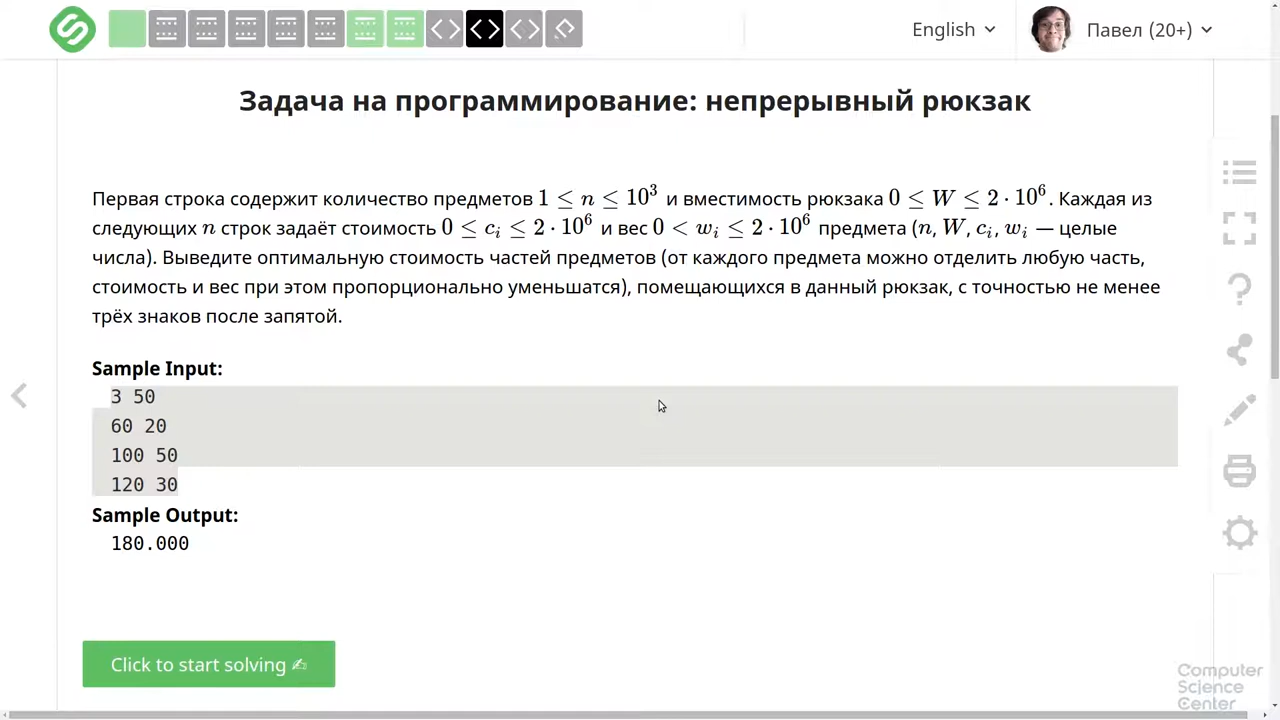 English
Павел (20+)
Задача на программирование: непрерывный рюкзак
Первая строка содержит количество предметов 1 ≤ n ≤ 10³ и вместимость рюкзака 0 ≤ W ≤ 2 · 10⁶. Каждая из
следующих n строк задаёт стоимость 0 ≤ cᵢ ≤ 2 · 10⁶ и вес 0 < wᵢ ≤ 2 · 10⁶ предмета (n, W, cᵢ, wᵢ — целые
числа). Выведите оптимальную стоимость частей предметов (от каждого предмета можно отделить любую часть,
стоимость и вес при этом пропорционально уменьшатся), помещающихся в данный рюкзак, с точностью не менее
трёх знаков после запятой.
Sample Input:
3 50
60 20
100 50
120 30
Sample Output:
180.000
Click to start solving
Computer
Science
Center